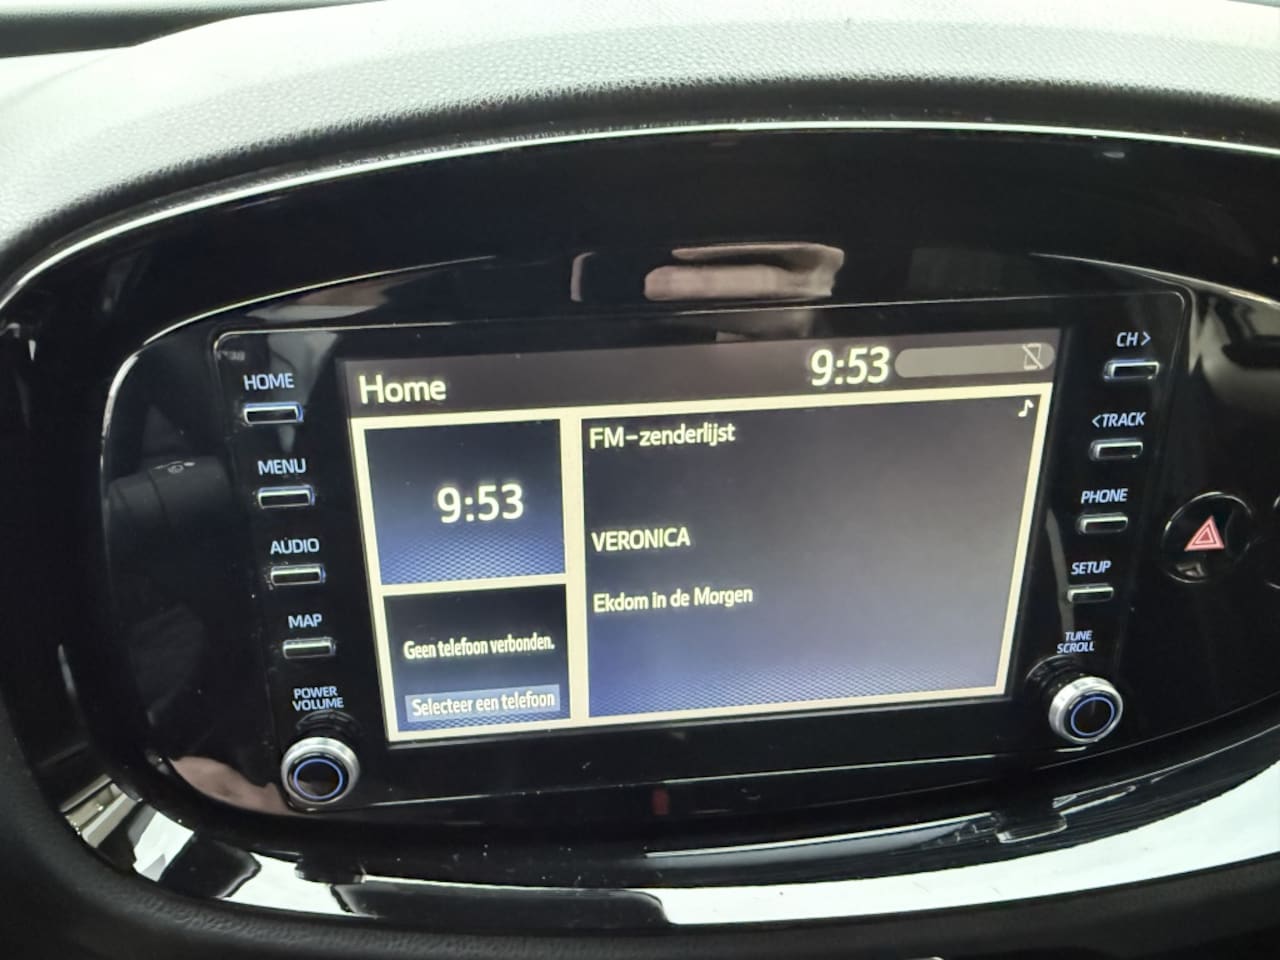 Home
9:53
9:53
FM-zenderlijst
VERONICA
Ekdom in de Morgen
Geen telefoon verbonden.
Selecteer een telefoon
HOME
MENU
AUDIO
MAP
POWER
VOLUME
CH >
<TRACK
PHONE
SETUP
TUNE
SCROLL